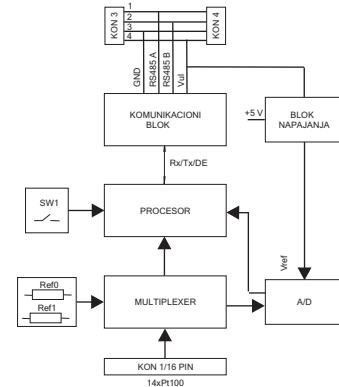 KON 3
1
2
3
4
KON 4
GND
RS485 A
RS485 B
Vul
KOMUNIKACIONI
BLOK
+5 V
BLOK
NAPAJANJA
Rx/Tx/DE
SW1
PROCESOR
Vref
Ref0
Ref1
MULTIPLEXER
A/D
KON 1/16 PIN
14xPt100